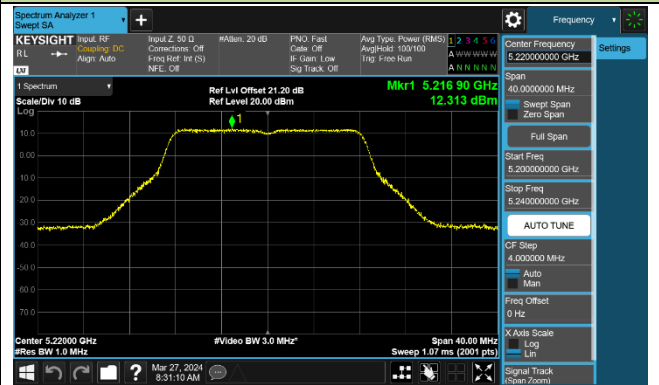 Spectrum Analyzer 1
Swept SA
+
Frequency
KEYSIGHT
RL
LXI
Input: RF
Coupling: DC
Align: Auto
Input Z: 50 Ω
Corrections: Off
Freq Ref: Int (S)
NFE: Off
#Atten: 20 dB
PNO: Fast
Gate: Off
IF Gain: Low
Sig Track: Off
Avg Type: Power (RMS)
Avg|Hold: 100/100
Trig: Free Run
1 2 3 4 5 6
A W W W W W
A N N N N N
1 Spectrum
Scale/Div 10 dB
Log
Ref Lvl Offset 21.20 dB
Ref Level 20.00 dBm
Mkr1 5.216 90 GHz
12.313 dBm
1
10.0
0.00
-10.0
-20.0
-30.0
-40.0
-50.0
-60.0
-70.0
Center 5.22000 GHz
#Res BW 1.0 MHz
#Video BW 3.0 MHz*
Span 40.00 MHz
Sweep 1.07 ms (2001 pts)
?
Mar 27, 2024
8:31:10 AM
Center Frequency
5.220000000 GHz
Settings
Span
40.0000000 MHz
Swept Span
Zero Span
Full Span
Start Freq
5.200000000 GHz
Stop Freq
5.240000000 GHz
AUTO TUNE
CF Step
4.000000 MHz
Auto
Man
Freq Offset
0 Hz
X Axis Scale
Log
Lin
Signal Track
(Span Zoom)